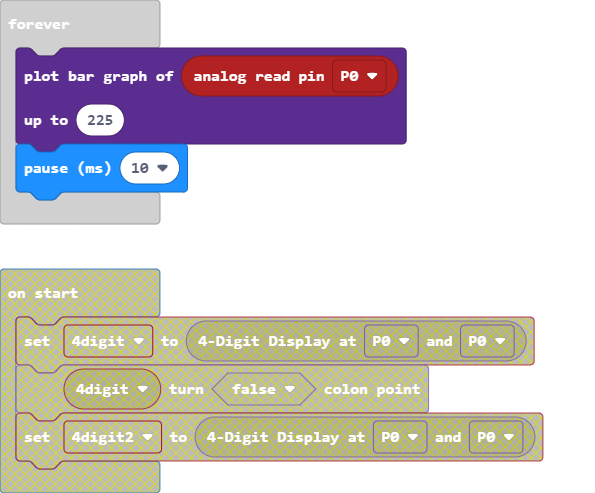 forever
plot bar graph of analog read pin P0
up to 225
pause (ms) 10
on start
set 4digit to 4-Digit Display at P0 and P0
4digit turn false colon point
set 4digit2 to 4-Digit Display at P0 and P0